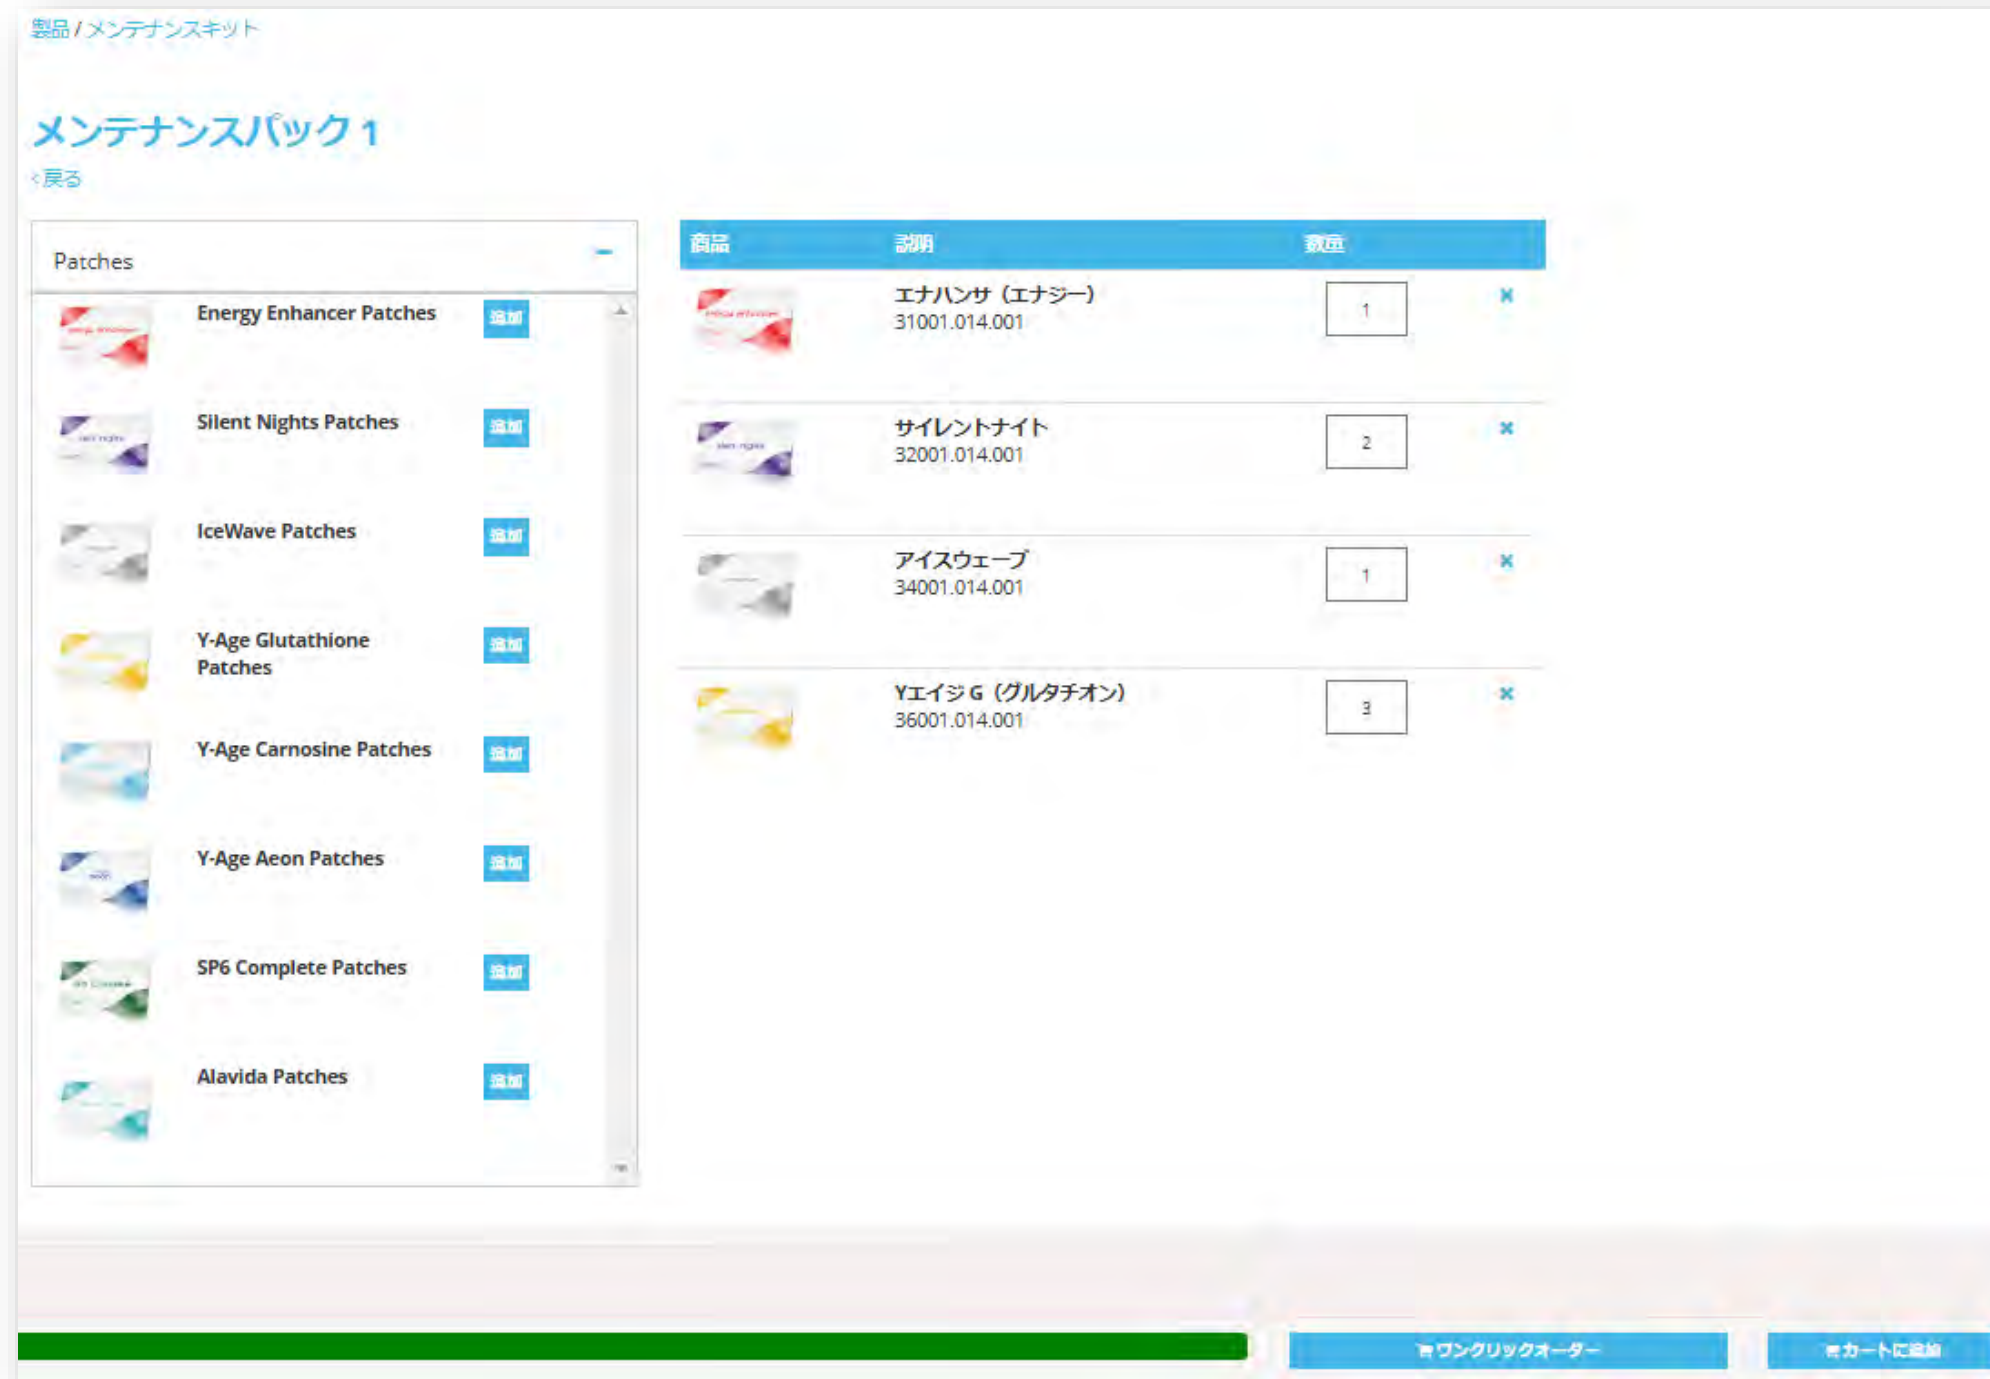 製品 / メンテナンスキット
メンテナンスパック 1
<戻る
Patches
Energy Enhancer Patches
追加
Silent Nights Patches
追加
IceWave Patches
追加
Y-Age Glutathione
Patches
追加
Y-Age Carnosine Patches
追加
Y-Age Aeon Patches
追加
SP6 Complete Patches
追加
Alavida Patches
追加
商品 説明 数量
エナハンサ（エナジー）
31001.014.001
1
サイレントナイト
32001.014.001
2
アイスウェーブ
34001.014.001
1
Yエイジ G（グルタチオン）
36001.014.001
3
ワンクリックオーダー
カートに追加